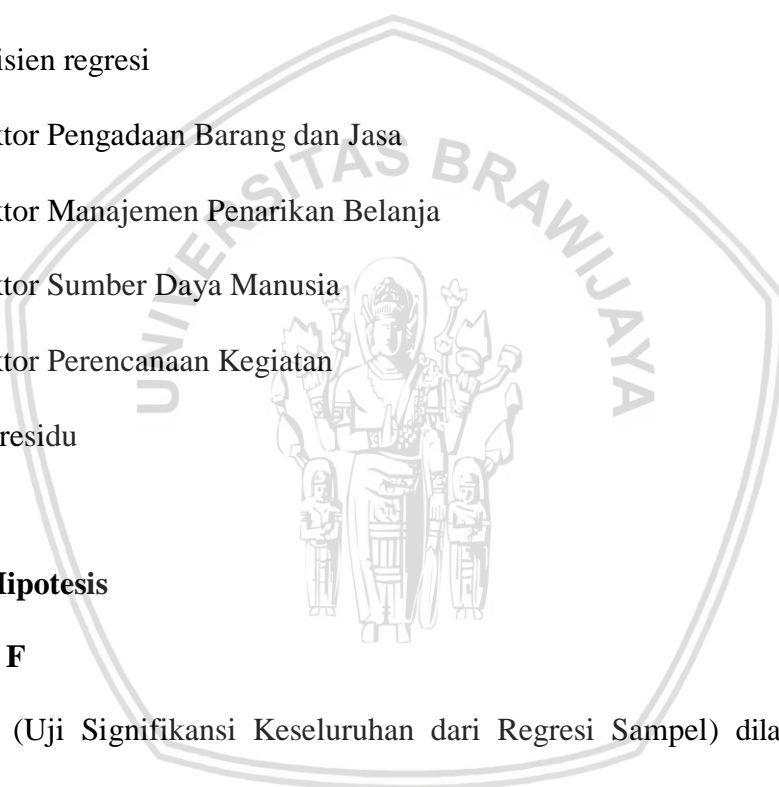 isien regresi
ktor Pengadaan Barang dan Jasa
ktor Manajemen Penarikan Belanja
ktor Sumber Daya Manusia
ktor Perencanaan Kegiatan
residu
Hipotesis
F
(Uji Signifikansi Keseluruhan dari Regresi Sampel) dila
UNIVERSITAS BRAWIJAYA